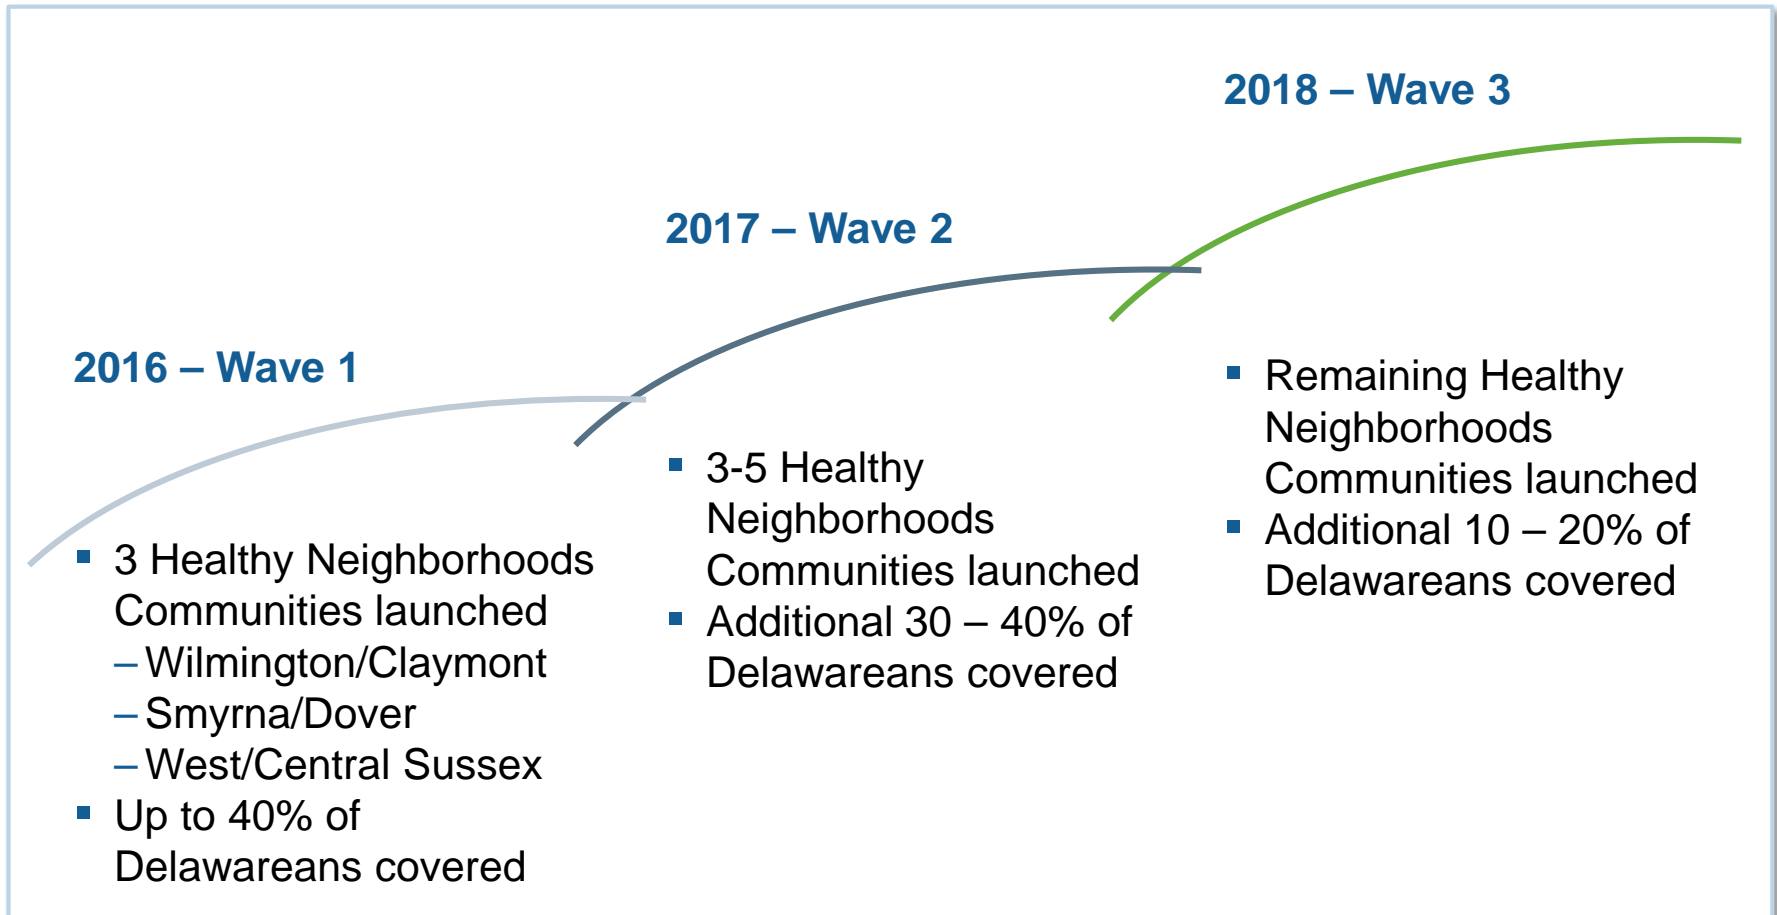 2016 – Wave 1
▪ 3 Healthy Neighborhoods
Communities launched
– Wilmington/Claymont
– Smyrna/Dover
– West/Central Sussex
▪ Up to 40% of
Delawareans covered
2017 – Wave 2
▪ 3-5 Healthy
Neighborhoods
Communities launched
▪ Additional 30 – 40% of
Delawareans covered
2018 – Wave 3
▪ Remaining Healthy
Neighborhoods
Communities launched
▪ Additional 10 – 20% of
Delawareans covered